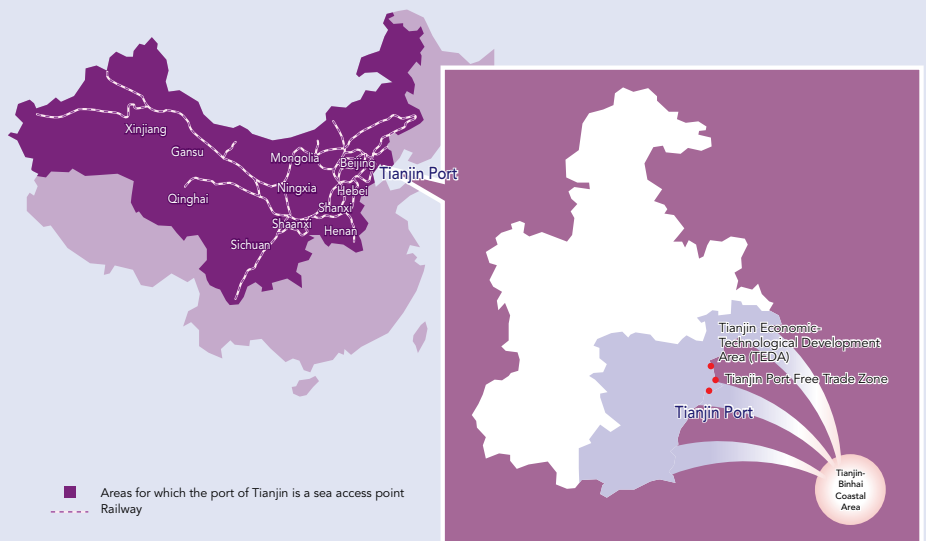 Xinjiang
Gansu
Mongolia
Beijing
Tianjin Port
Qinghai
Ningxia
Hebei
Shanxi
Shaanxi
Henan
Sichuan
Areas for which the port of Tianjin is a sea access point
Railway
Tianjin Economic-
Technological Development
Area (TEDA)
Tianjin Port Free Trade Zone
Tianjin Port
Tianjin-
Binhai
Coastal
Area